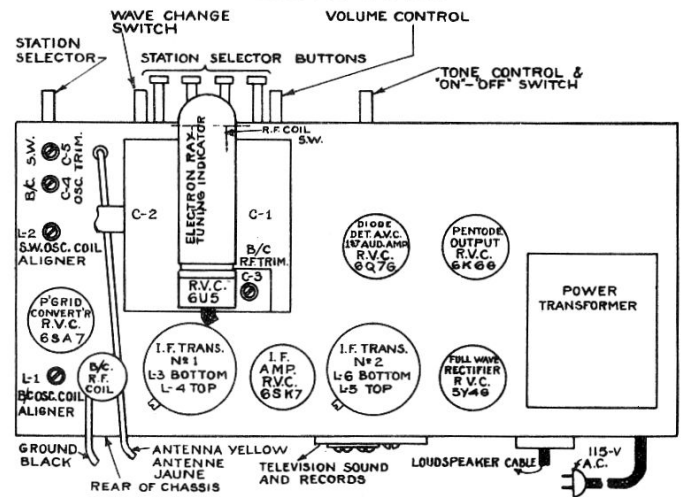 WAVE CHANGE
SWITCH
VOLUME CONTROL
STATION
SELECTOR
STATION SELECTOR BUTTONS
TONE CONTROL &
"ON"-"OFF" SWITCH
R.F. COIL
S.W.
S.W.
C-5
B/C
C-4
OSC. TRIM.
ELECTRON RAY
TUNING INDICATOR
C-2
C-1
L-2
S.W. OSC. COIL
ALIGNER
B/C
R.F. TRIM.
C-3
R.V.C.
6U5
DIODE
DET. A.V.C.
1ST AUD. AMP.
R.V.C.
6Q7G
PENTODE
OUTPUT
R.V.C.
6K6G
POWER
TRANSFORMER
P'GRID
CONVERT'R
R.V.C.
6SA7
I.F. TRANS.
Nº 1
L-3 BOTTOM
L-4 TOP
I.F.
AMP.
R.V.C.
6SK7
I.F. TRANS.
Nº 2
L-6 BOTTOM
L-5 TOP
FULL WAVE
RECTIFIER
R.V.C.
5Y4G
L-1
B/C OSC. COIL
ALIGNER
B/C.
R.F.
COIL
GROUND
BLACK
ANTENNA YELLOW
ANTENNE
JAUNE
REAR OF CHASSIS
TELEVISION SOUND
AND RECORDS
LOUDSPEAKER CABLE
115-V
A.C.